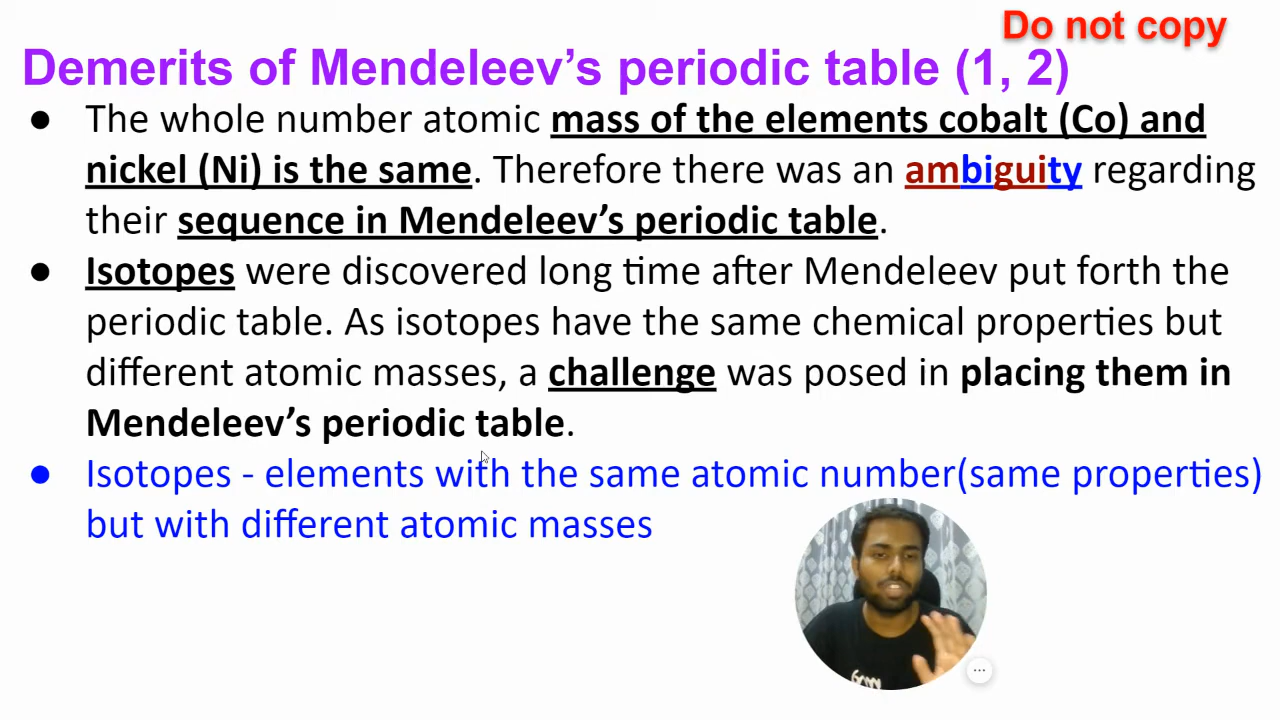 Do not copy
Demerits of Mendeleev’s periodic table (1, 2)
● The whole number atomic mass of the elements cobalt (Co) and
nickel (Ni) is the same. Therefore there was an ambiguity regarding
their sequence in Mendeleev’s periodic table.
● Isotopes were discovered long time after Mendeleev put forth the
periodic table. As isotopes have the same chemical properties but
different atomic masses, a challenge was posed in placing them in
Mendeleev’s periodic table.
● Isotopes - elements with the same atomic number(same properties)
but with different atomic masses